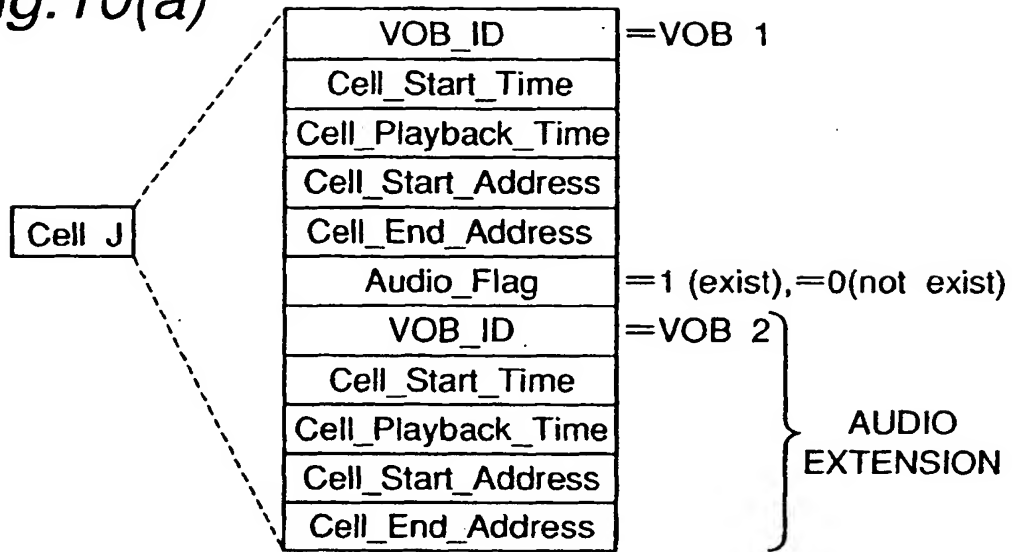 ig.10(a)
VOB_ID =VOB 1
Cell_Start_Time
Cell_Playback_Time
Cell_Start_Address
Cell J
Cell_End_Address
Audio_Flag =1 (exist),=0(not exist)
VOB_ID =VOB 2
Cell_Start_Time
Cell_Playback_Time
AUDIO
EXTENSION
Cell_Start_Address
Cell_End_Address